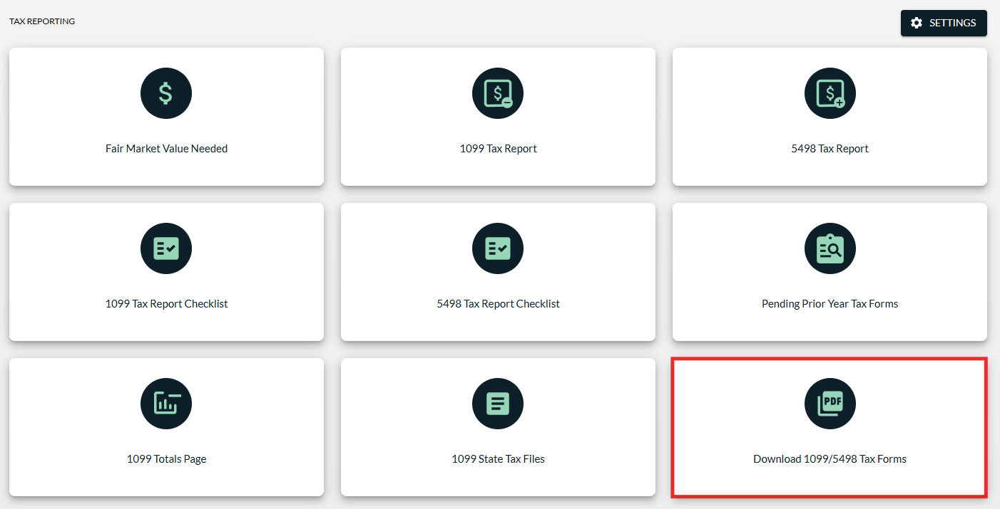 TAX REPORTING
SETTINGS
$
$
$
Fair Market Value Needed
1099 Tax Report
5498 Tax Report
1099 Tax Report Checklist
5498 Tax Report Checklist
Pending Prior Year Tax Forms
PDF
1099 Totals Page
1099 State Tax Files
Download 1099/5498 Tax Forms